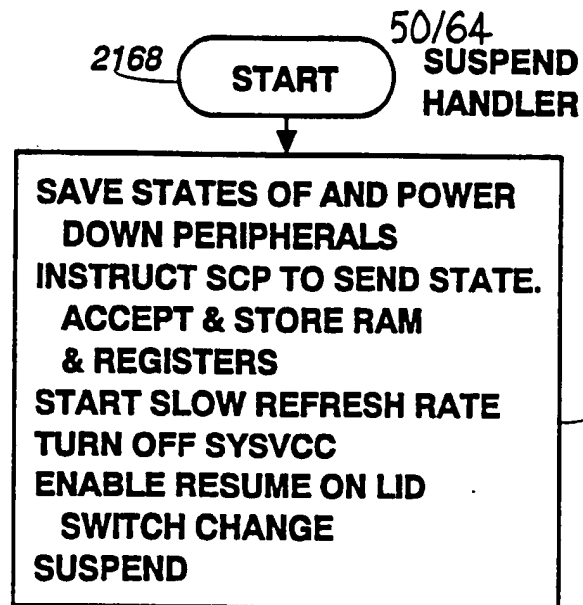 50/64
2168
START
SUSPEND
HANDLER
SAVE STATES OF AND POWER
DOWN PERIPHERALS
INSTRUCT SCP TO SEND STATE.
ACCEPT & STORE RAM
& REGISTERS
START SLOW REFRESH RATE
TURN OFF SYSVCC
ENABLE RESUME ON LID
SWITCH CHANGE
SUSPEND